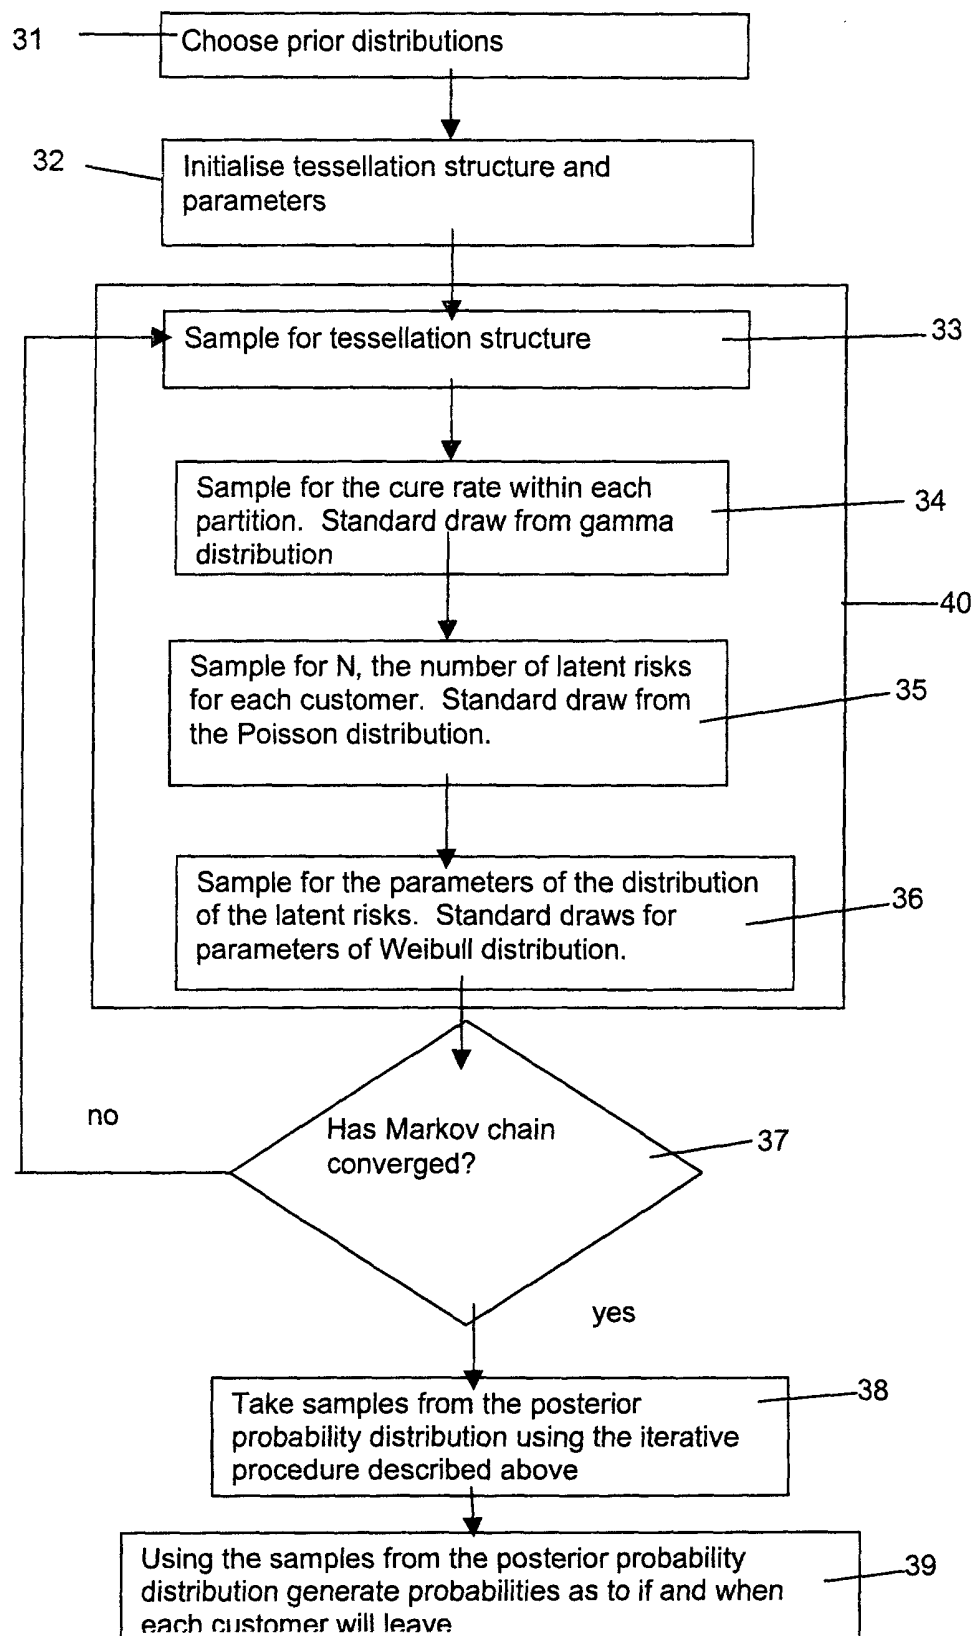 31
Choose prior distributions
32
Initialise tessellation structure and
parameters
Sample for tessellation structure
33
Sample for the cure rate within each
partition. Standard draw from gamma
distribution
34
40
Sample for N, the number of latent risks
for each customer. Standard draw from
the Poisson distribution.
35
Sample for the parameters of the distribution
of the latent risks. Standard draws for
parameters of Weibull distribution.
36
no
Has Markov chain
converged?
37
yes
Take samples from the posterior
probability distribution using the iterative
procedure described above
38
Using the samples from the posterior probability
distribution generate probabilities as to if and when
each customer will leave
39